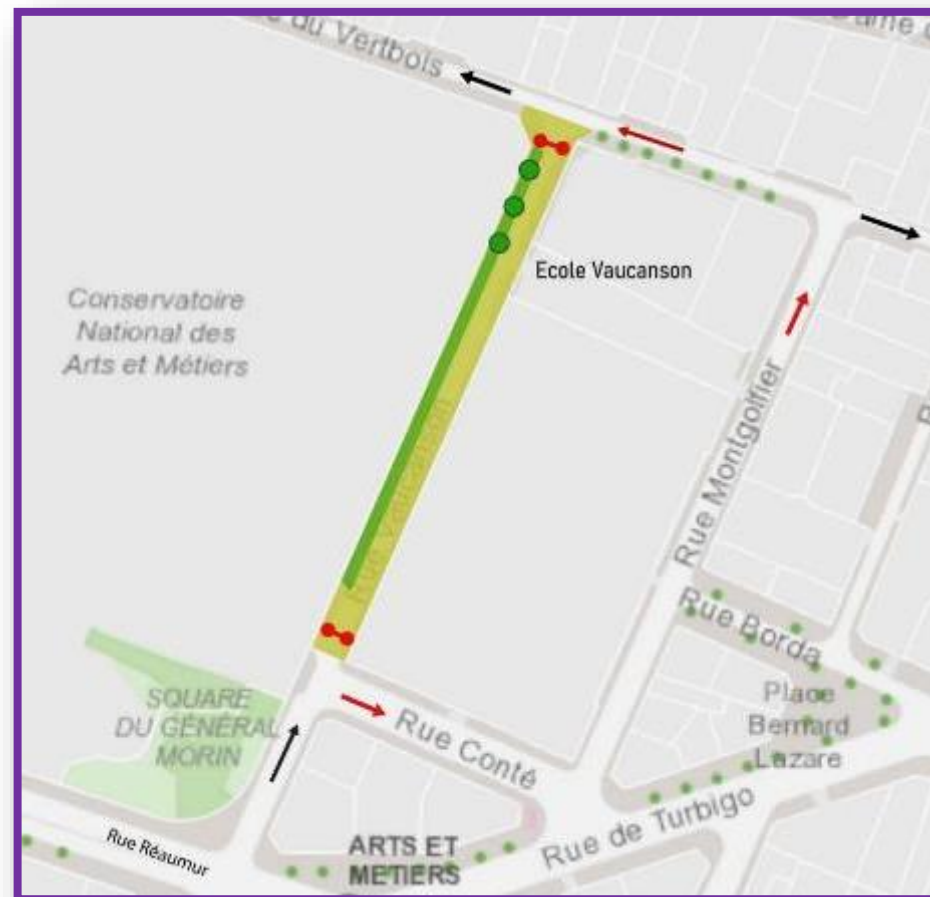 du Vertbois
Ecole Vaucanson
Conservatoire
National des
Arts et Métiers
Rue Vaucanson
Rue Montgolfier
Rue Borda
SQUARE
DU GÉNÉRAL
MORIN
Place
Bernard
Lazare
Rue Conté
Rue Réaumur
ARTS ET
METIERS
Rue de Turbigo